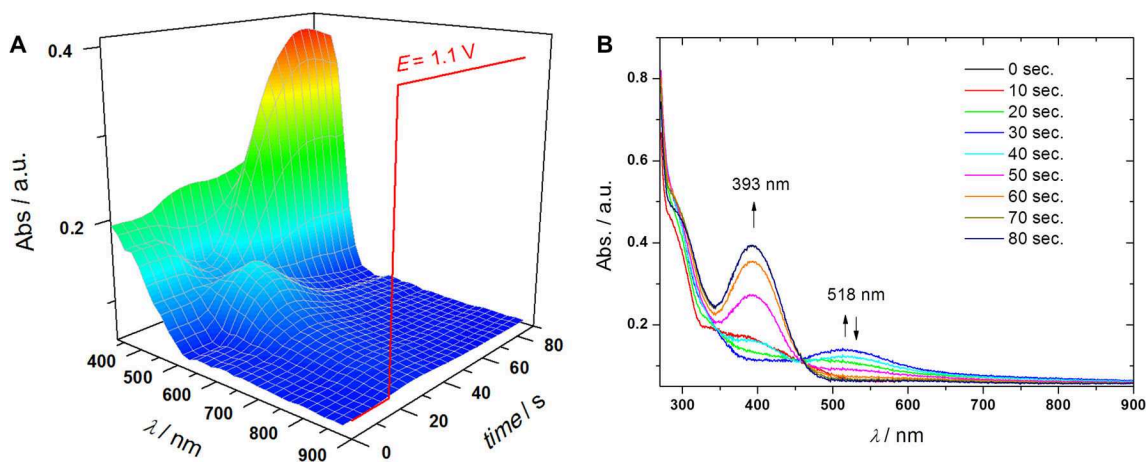 A
0.4
0.2
Abs / a.u.
E = 1.1 V
400
500
600
700
800
900
λ / nm
0
20
40
60
80
time / s
B
0.8
0.6
0.4
0.2
Abs. / a.u.
393 nm
518 nm
0 sec.
10 sec.
20 sec.
30 sec.
40 sec.
50 sec.
60 sec.
70 sec.
80 sec.
300
400
500
600
700
800
900
λ / nm